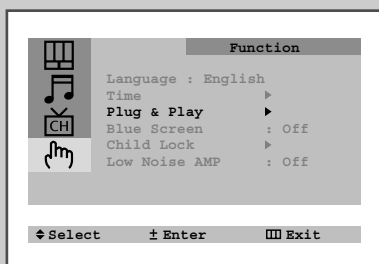 Function
Language : English
Time ▶
Plug & Play ▶
Blue Screen : Off
Child Lock ▶
Low Noise AMP : Off
CH
Select ± Enter Exit